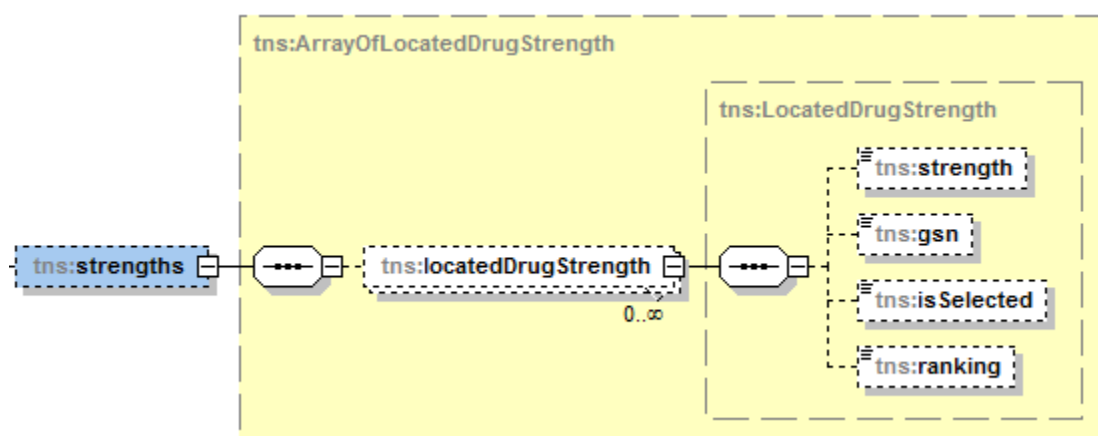 tns:ArrayOfLocatedDrugStrength
tns:LocatedDrugStrength
tns:strength
tns:gsn
tns:strengths
tns:locatedDrugStrength
0..∞
tns:isSelected
tns:ranking